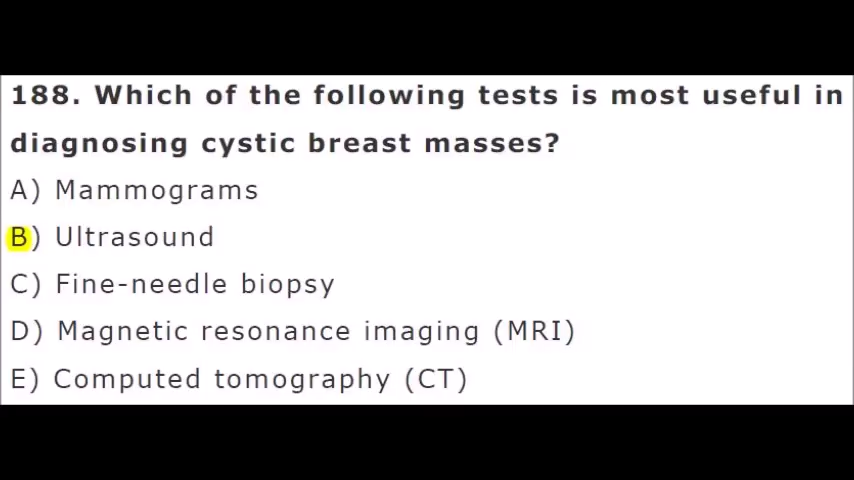 188. Which of the following tests is most useful in
diagnosing cystic breast masses?
A) Mammograms
B) Ultrasound
C) Fine-needle biopsy
D) Magnetic resonance imaging (MRI)
E) Computed tomography (CT)